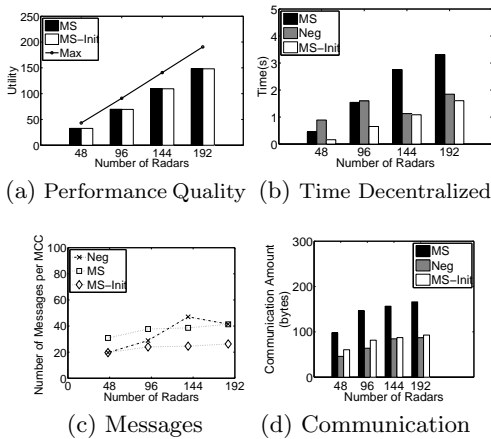 MS
MS-Init
Max
Utility
250
200
150
100
50
0
48 96 144 192
Number of Radars
(a) Performance Quality
MS
Neg
MS-Init
Time(s)
5
4
3
2
1
0
48 96 144 192
Number of Radars
(b) Time Decentralized
Neg
MS
MS-Init
Number of Messages per MCC
100
80
60
40
20
0
0 48 96 144 192
Number of Radars
(c) Messages
MS
Neg
MS-Init
Communication Amount
(bytes)
300
200
100
0
48 96 144 192
Number of Radars
(d) Communication